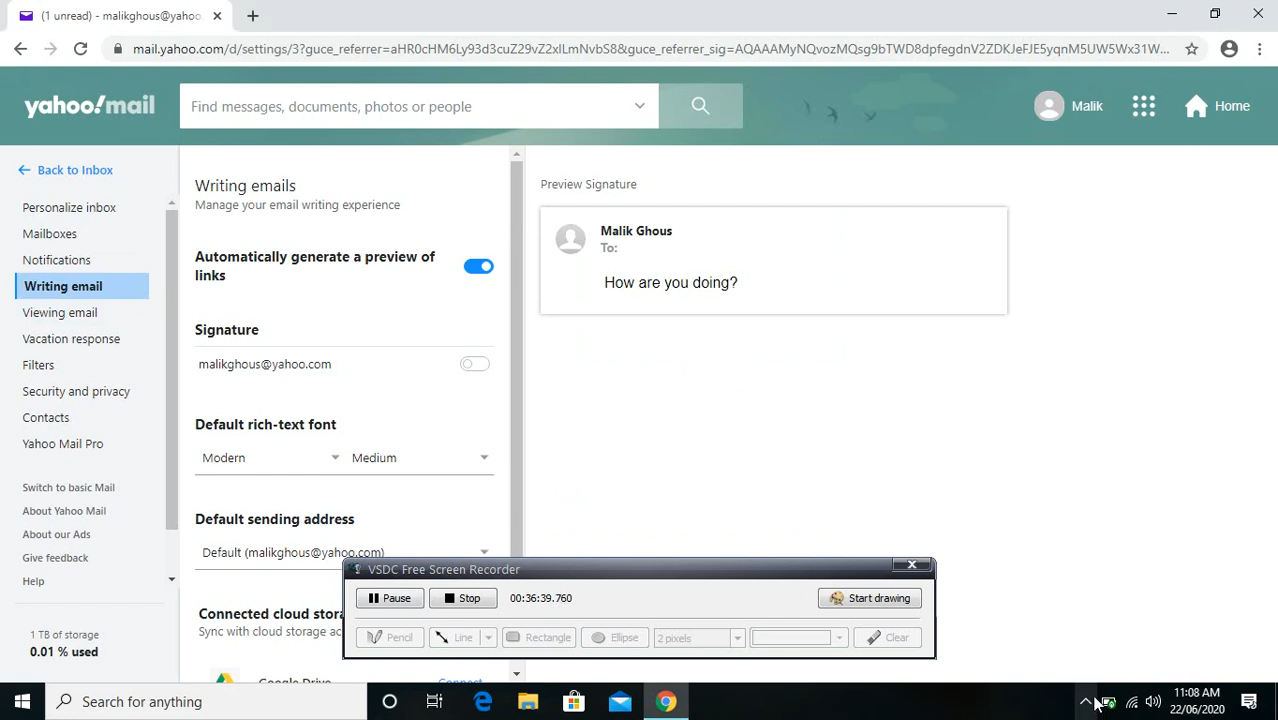 (1 unread) - malikghous@yahoo.
mail.yahoo.com/d/settings/3?guce_referrer=aHR0cHM6Ly93d3cuZ29vZ2xlLmNvbS8&guce_referrer_sig=AQAAAMyNQvozMQsg9bTWD8dpfegdnV2ZDKJeFJE5yqnM5UW5Wx31W...
yahoo!mail
Find messages, documents, photos or people
Malik
Home
Back to Inbox
Personalize inbox
Mailboxes
Notifications
Writing email
Viewing email
Vacation response
Filters
Security and privacy
Contacts
Yahoo Mail Pro
Switch to basic Mail
About Yahoo Mail
About our Ads
Give feedback
Help
1 TB of storage
0.01 % used
Writing emails
Manage your email writing experience
Automatically generate a preview of
links
Signature
malikghous@yahoo.com
Default rich-text font
Modern
Medium
Default sending address
Default (malikghous@yahoo.com)
Connected cloud stora
Sync with cloud storage ac
Google Drive
Connect
Preview Signature
Malik Ghous
To:
How are you doing?
VSDC Free Screen Recorder
Pause
Stop
00:36:39.760
Start drawing
Pencil
Line
Rectangle
Ellipse
2 pixels
Clear
Search for anything
11:08 AM
22/06/2020